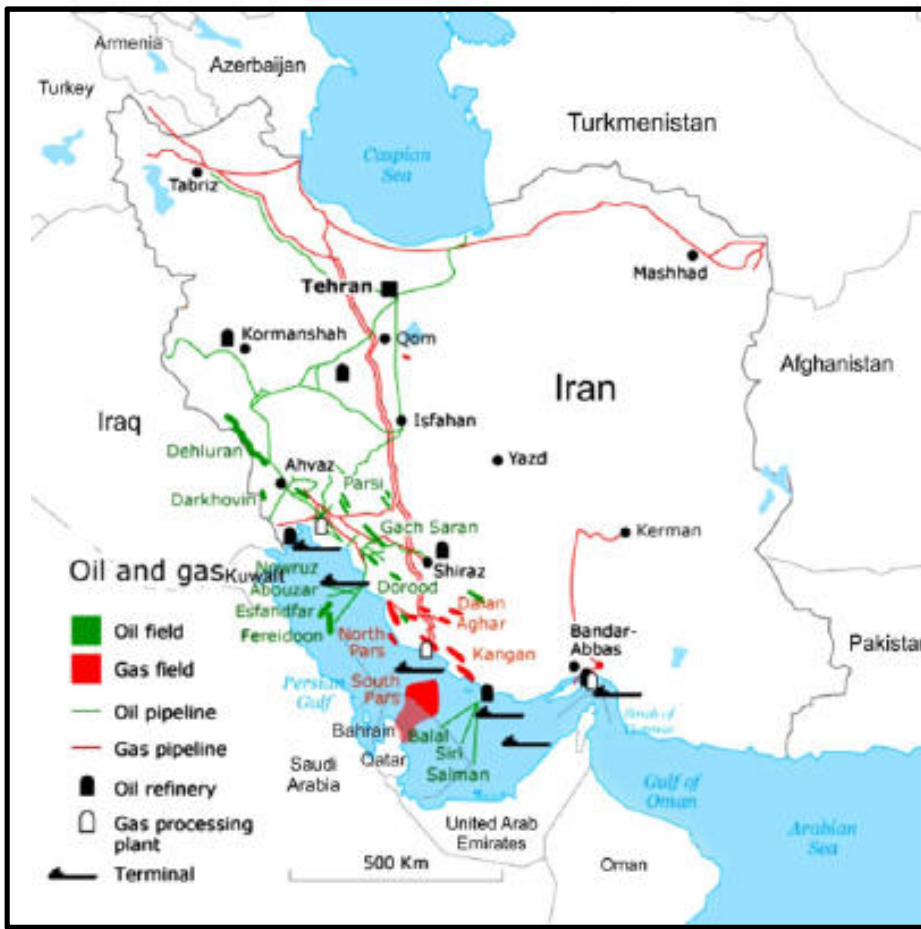 Armenia
Azerbaijan
Turkey
Turkmenistan
Caspian
Sea
Tabriz
Mashhad
Tehran
Kormanshah
Qom
Afghanistan
Iran
Iraq
Isfahan
Dehluran
Yazd
Ahvaz
Parsi
Darkhovin
Gach Saran
Kerman
Nowruz
Shiraz
Oil and gas
Kuwait
Abouzar
Dorood
Esfandfar
Dalan
Aghar
Fereidoon
North
Pars
Kangan
Bandar-
Abbas
Pakistan
South
Pars
Persian
Gulf
Bahrain
Balal
Qatar
Siri
Salman
Saudi
Arabia
Gulf of
Oman
Arabian
Sea
United Arab
Emirates
Oman
Oil field
Gas field
Oil pipeline
Gas pipeline
Oil refinery
Gas processing
plant
Terminal
500 Km